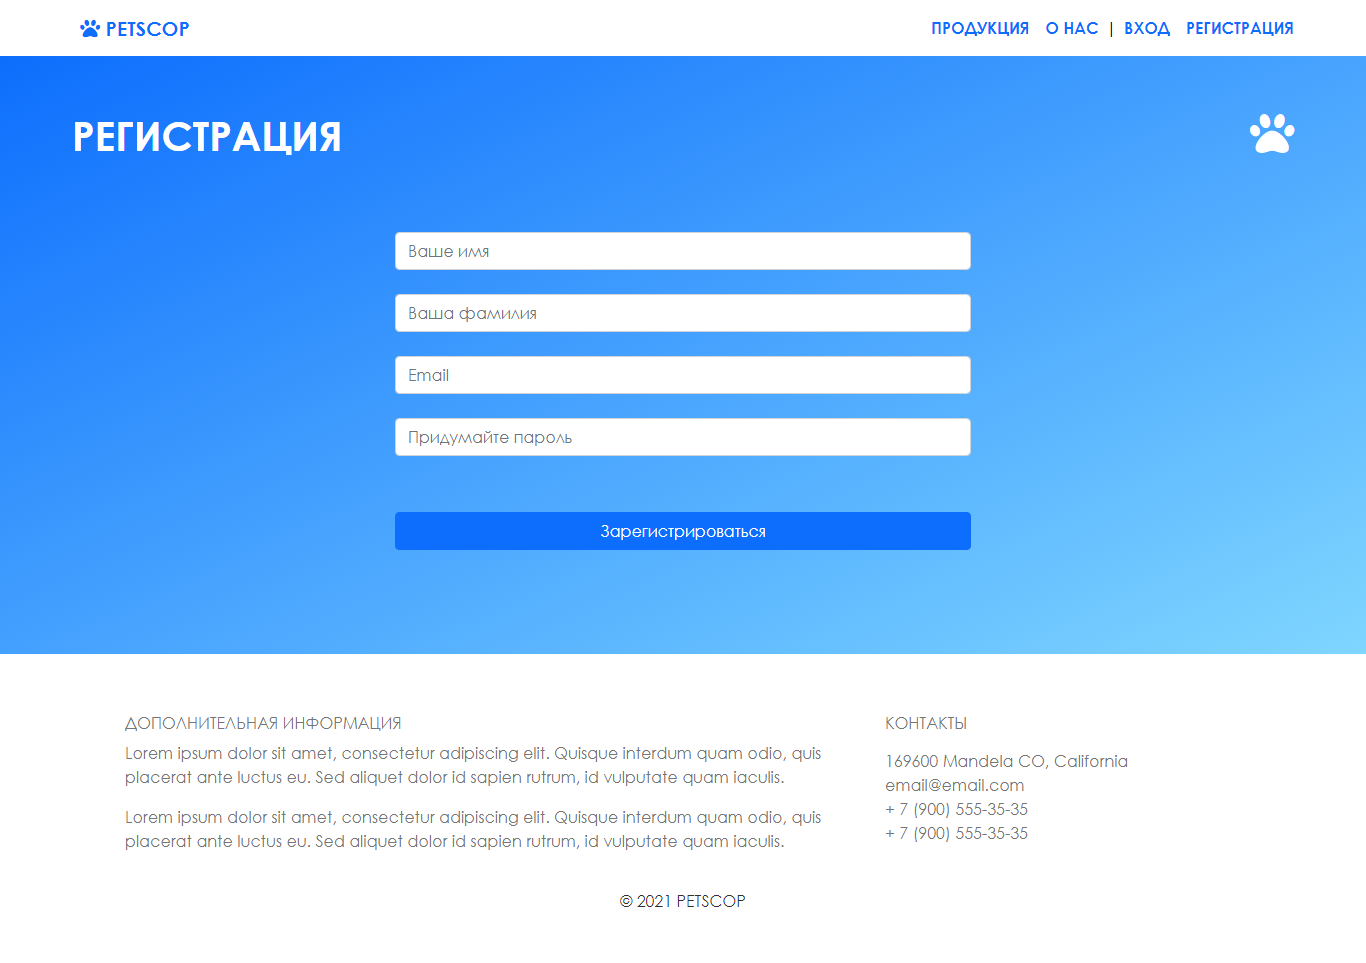 PETSCOP
ПРОДУКЦИЯ О НАС | ВХОД РЕГИСТРАЦИЯ
РЕГИСТРАЦИЯ
Ваше имя
Ваша фамилия
Email
Придумайте пароль
Зарегистрироваться
ДОПОЛНИТЕЛЬНАЯ ИНФОРМАЦИЯ
Lorem ipsum dolor sit amet, consectetur adipiscing elit. Quisque interdum quam odio, quis
placerat ante luctus eu. Sed aliquet dolor id sapien rutrum, id vulputate quam iaculis.
Lorem ipsum dolor sit amet, consectetur adipiscing elit. Quisque interdum quam odio, quis
placerat ante luctus eu. Sed aliquet dolor id sapien rutrum, id vulputate quam iaculis.
КОНТАКТЫ
169600 Mandela CO, California
email@email.com
+ 7 (900) 555-35-35
+ 7 (900) 555-35-35
© 2021 PETSCOP